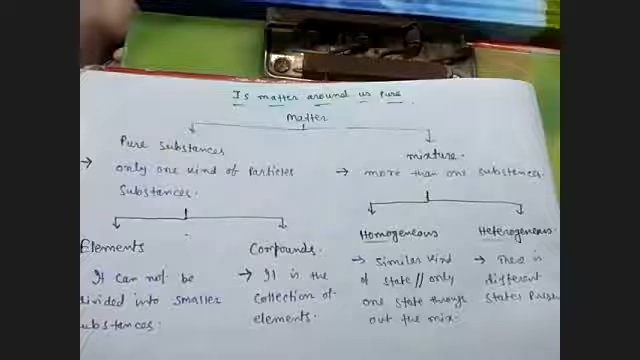 Is matter around us Pure
Matter
Pure substances
→ only one kind of Particles
Substances.
mixture.
→ more than one substances.
Elements
It can not be
divided into smaller
substances.
Compounds.
→ It is the
collection of
elements.
Homogeneous
→ Similar kind
of state // only
one state through
out the mix.
Heterogeneous
→ There is
different
states Present